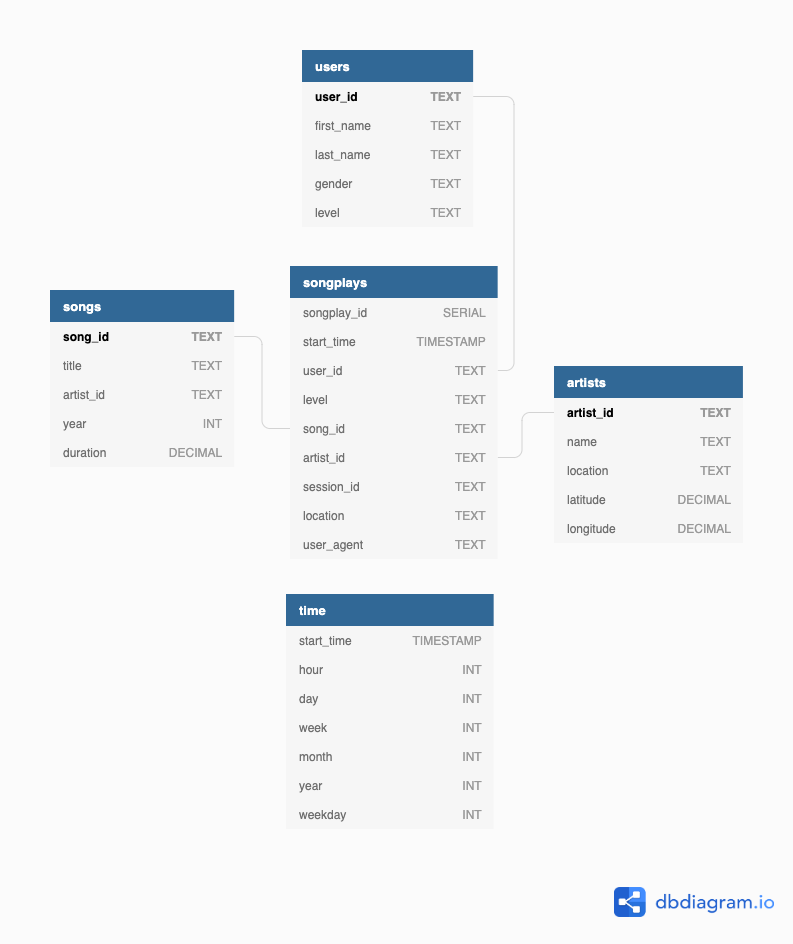 users
user_id TEXT
first_name TEXT
last_name TEXT
gender TEXT
level TEXT
songplays
songplay_id SERIAL
start_time TIMESTAMP
user_id TEXT
level TEXT
song_id TEXT
artist_id TEXT
session_id TEXT
location TEXT
user_agent TEXT
songs
song_id TEXT
title TEXT
artist_id TEXT
year INT
duration DECIMAL
artists
artist_id TEXT
name TEXT
location TEXT
latitude DECIMAL
longitude DECIMAL
time
start_time TIMESTAMP
hour INT
day INT
week INT
month INT
year INT
weekday INT
dbdiagram.io